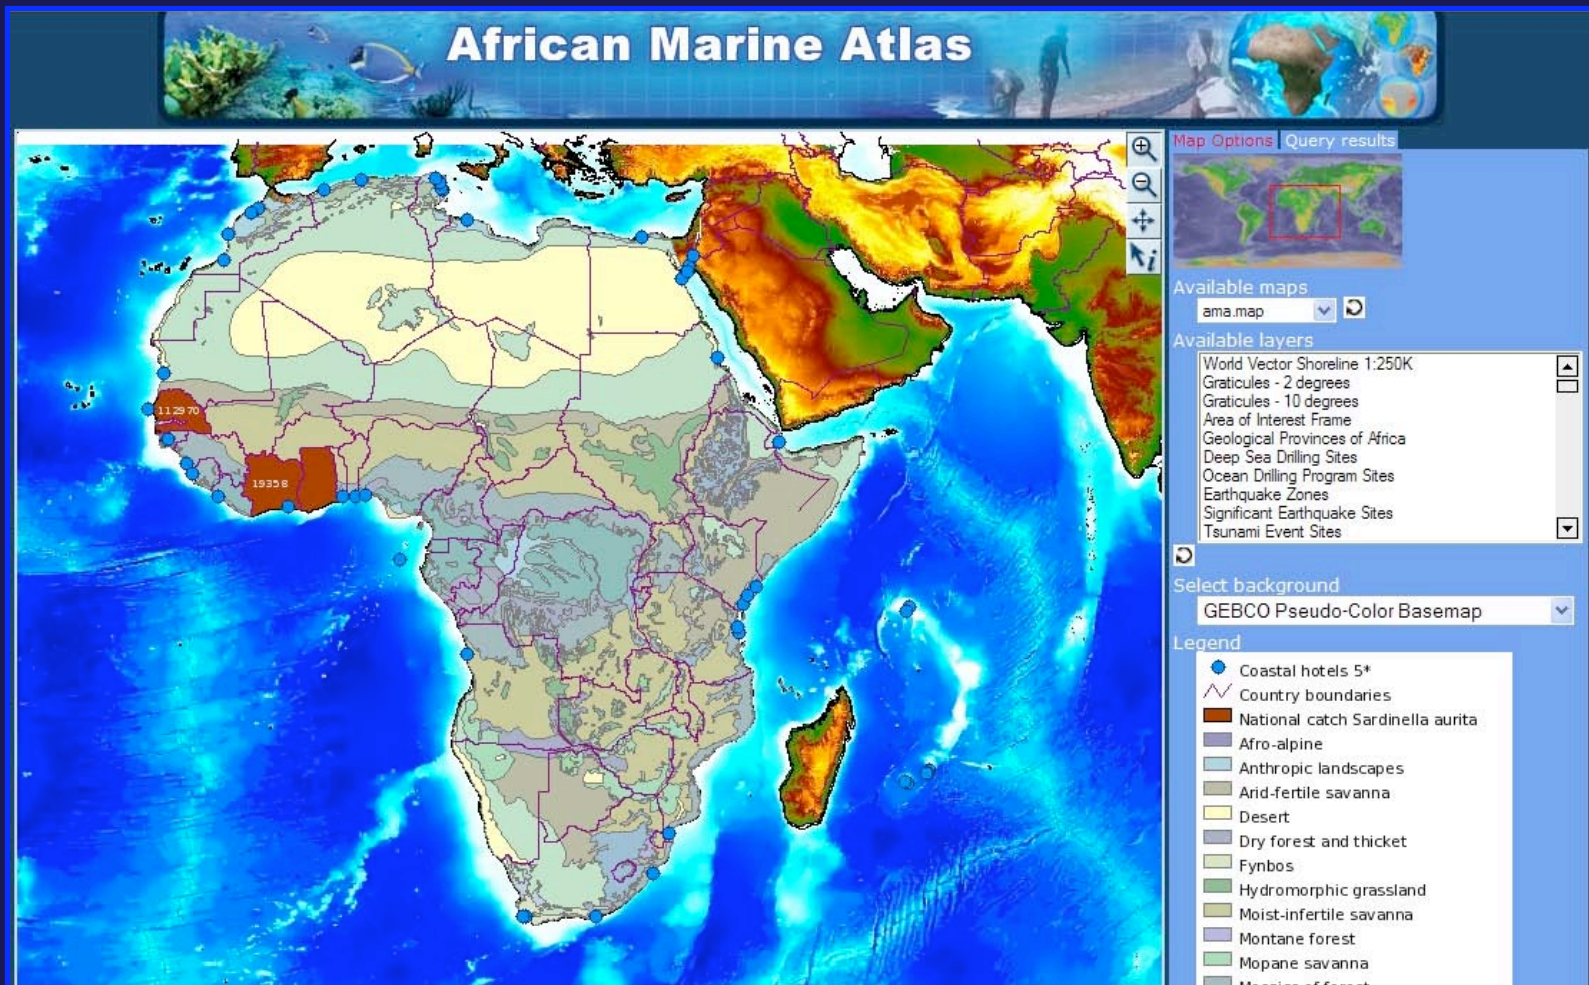 African Marine Atlas
Map Options Query results
Available maps
ama.map
Available layers
World Vector Shoreline 1:250K
Graticules - 2 degrees
Graticules - 10 degrees
Area of Interest Frame
Geological Provinces of Africa
Deep Sea Drilling Sites
Ocean Drilling Program Sites
Earthquake Zones
Significant Earthquake Sites
Tsunami Event Sites
Select background
GEBCO Pseudo-Color Basemap
Legend
Coastal hotels 5*
Country boundaries
National catch Sardinella aurita
Afro-alpine
Anthropic landscapes
Arid-fertile savanna
Desert
Dry forest and thicket
Fynbos
Hydromorphic grassland
Moist-infertile savanna
Montane forest
Mopane savanna
112970
19358